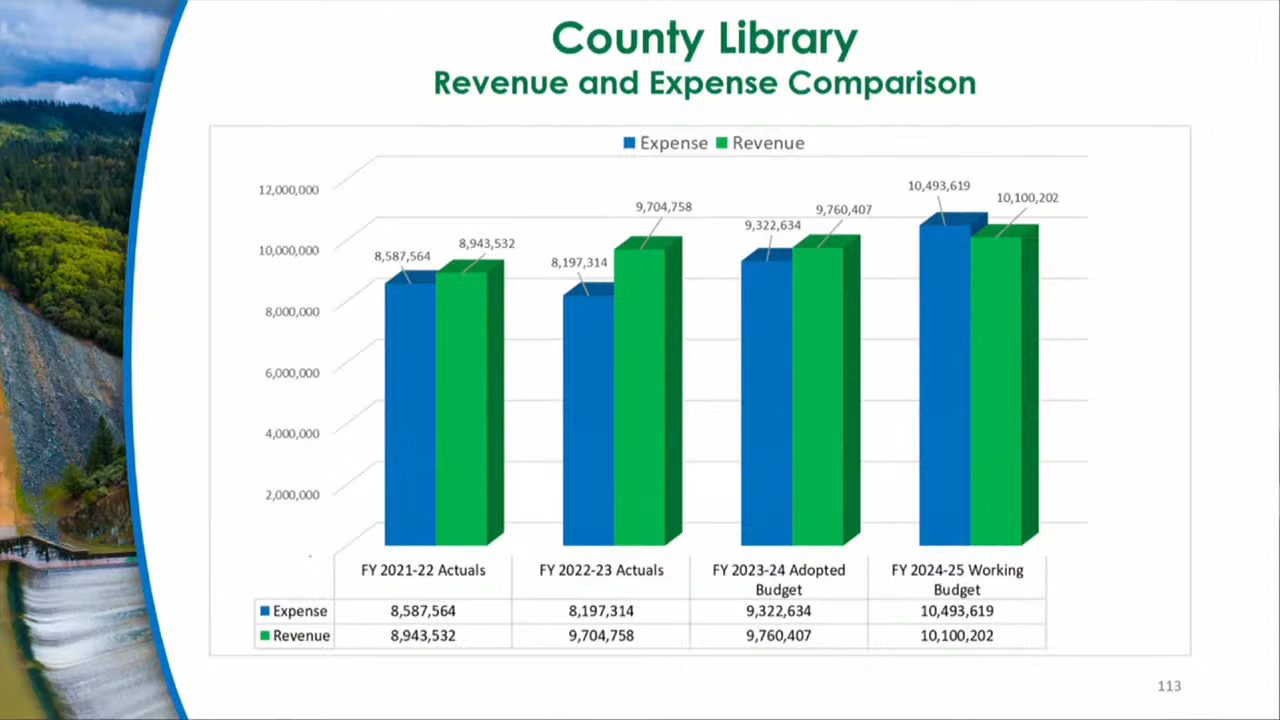 County Library
Revenue and Expense Comparison
Expense Revenue
12,000,000
10,000,000
8,000,000
6,000,000
4,000,000
2,000,000
-
8,587,564
8,943,532
8,197,314
9,704,758
9,322,634
9,760,407
10,493,619
10,100,202
FY 2021-22 Actuals FY 2022-23 Actuals FY 2023-24 Adopted Budget FY 2024-25 Working Budget
Expense 8,587,564 8,197,314 9,322,634 10,493,619
Revenue 8,943,532 9,704,758 9,760,407 10,100,202
113